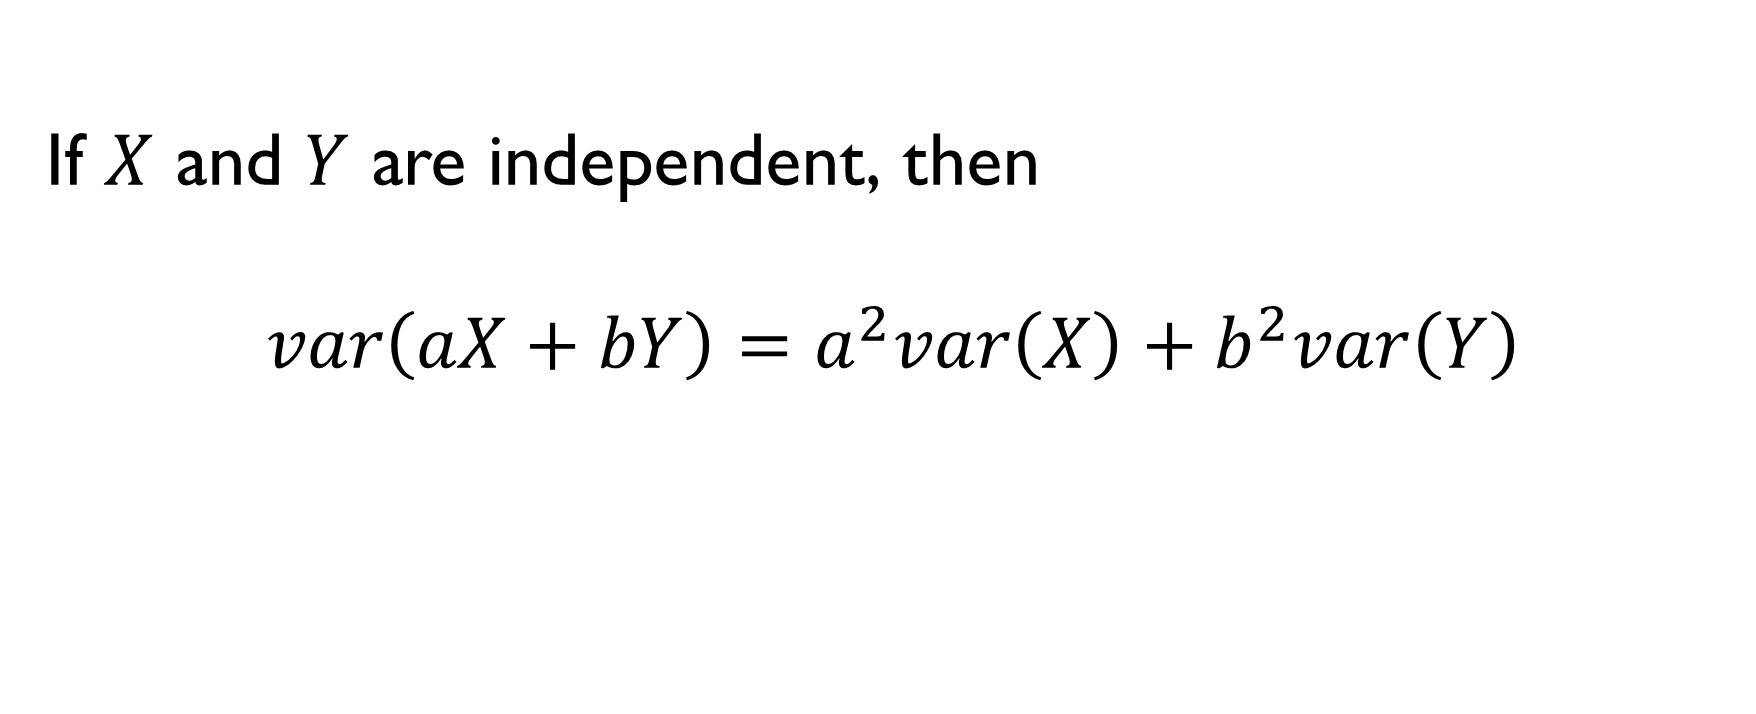 If X and Y are independent, then
var(aX + bY) = a²var(X) + b²var(Y)